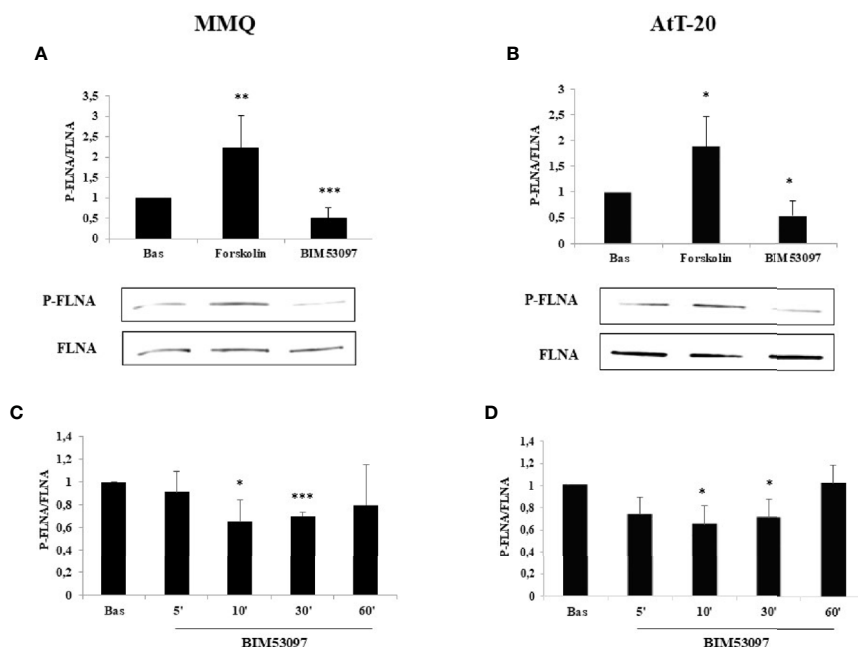 MMQ
AtT-20
A
P-FLNA/FLNA
3,5
3
2,5
2
1,5
1
0,5
0
**
***
Bas Forskolin BIM53097
P-FLNA
FLNA
B
P-FLNA/FLNA
3
2,5
2
1,5
1
0,5
0
*
*
Bas Forskolin BIM53097
P-FLNA
FLNA
C
P-FLNA/FLNA
1,4
1,2
1
0,8
0,6
0,4
0,2
0
*
***
Bas 5' 10' 30' 60'
BIM53097
D
P-FLNA/FLNA
1,4
1,2
1
0,8
0,6
0,4
0,2
0
*
*
Bas 5' 10' 30' 60'
BIM53097